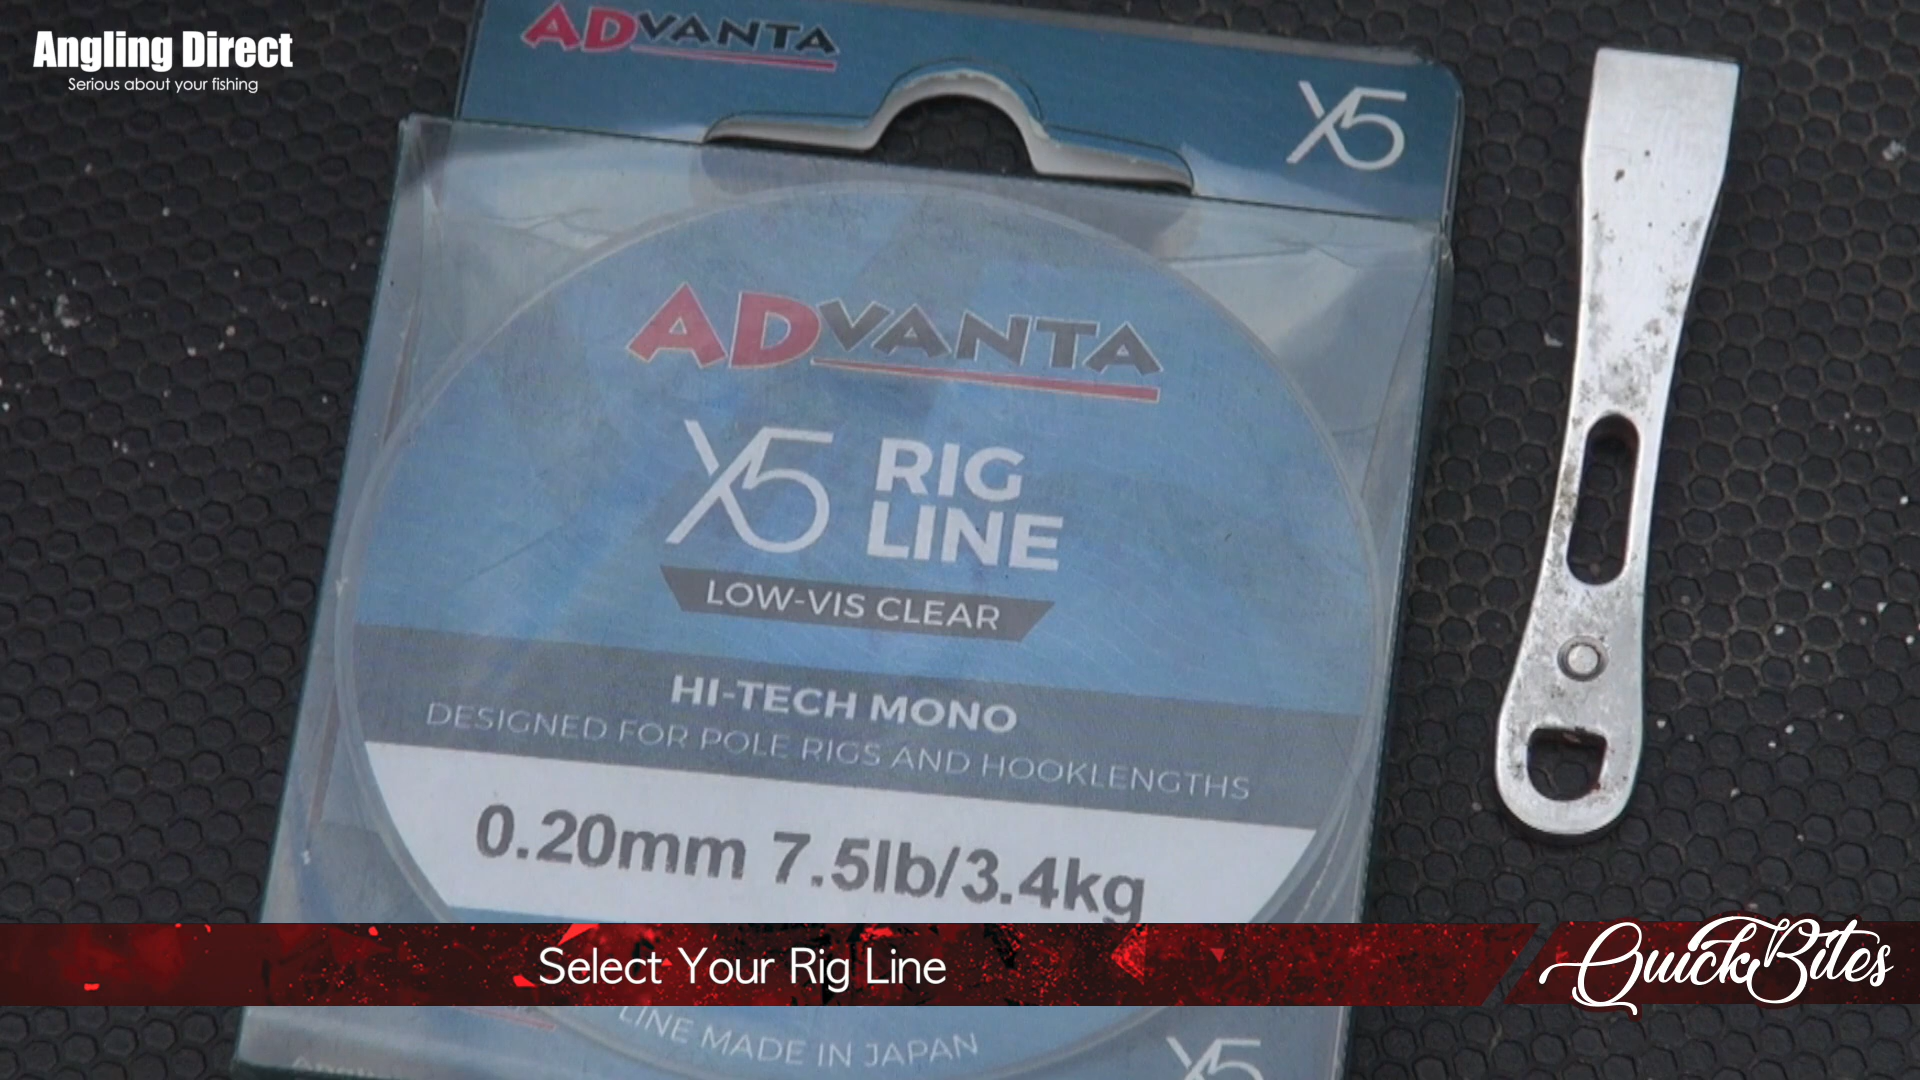 Angling Direct
Serious about your fishing
ADVANTA
X5
ADVANTA
X5 RIG
LINE
LOW-VIS CLEAR
HI-TECH MONO
DESIGNED FOR POLE RIGS AND HOOKLENGTHS
0.20mm 7.5lb/3.4kg
Select Your Rig Line
QuickBites
LINE MADE IN JAPAN
X5